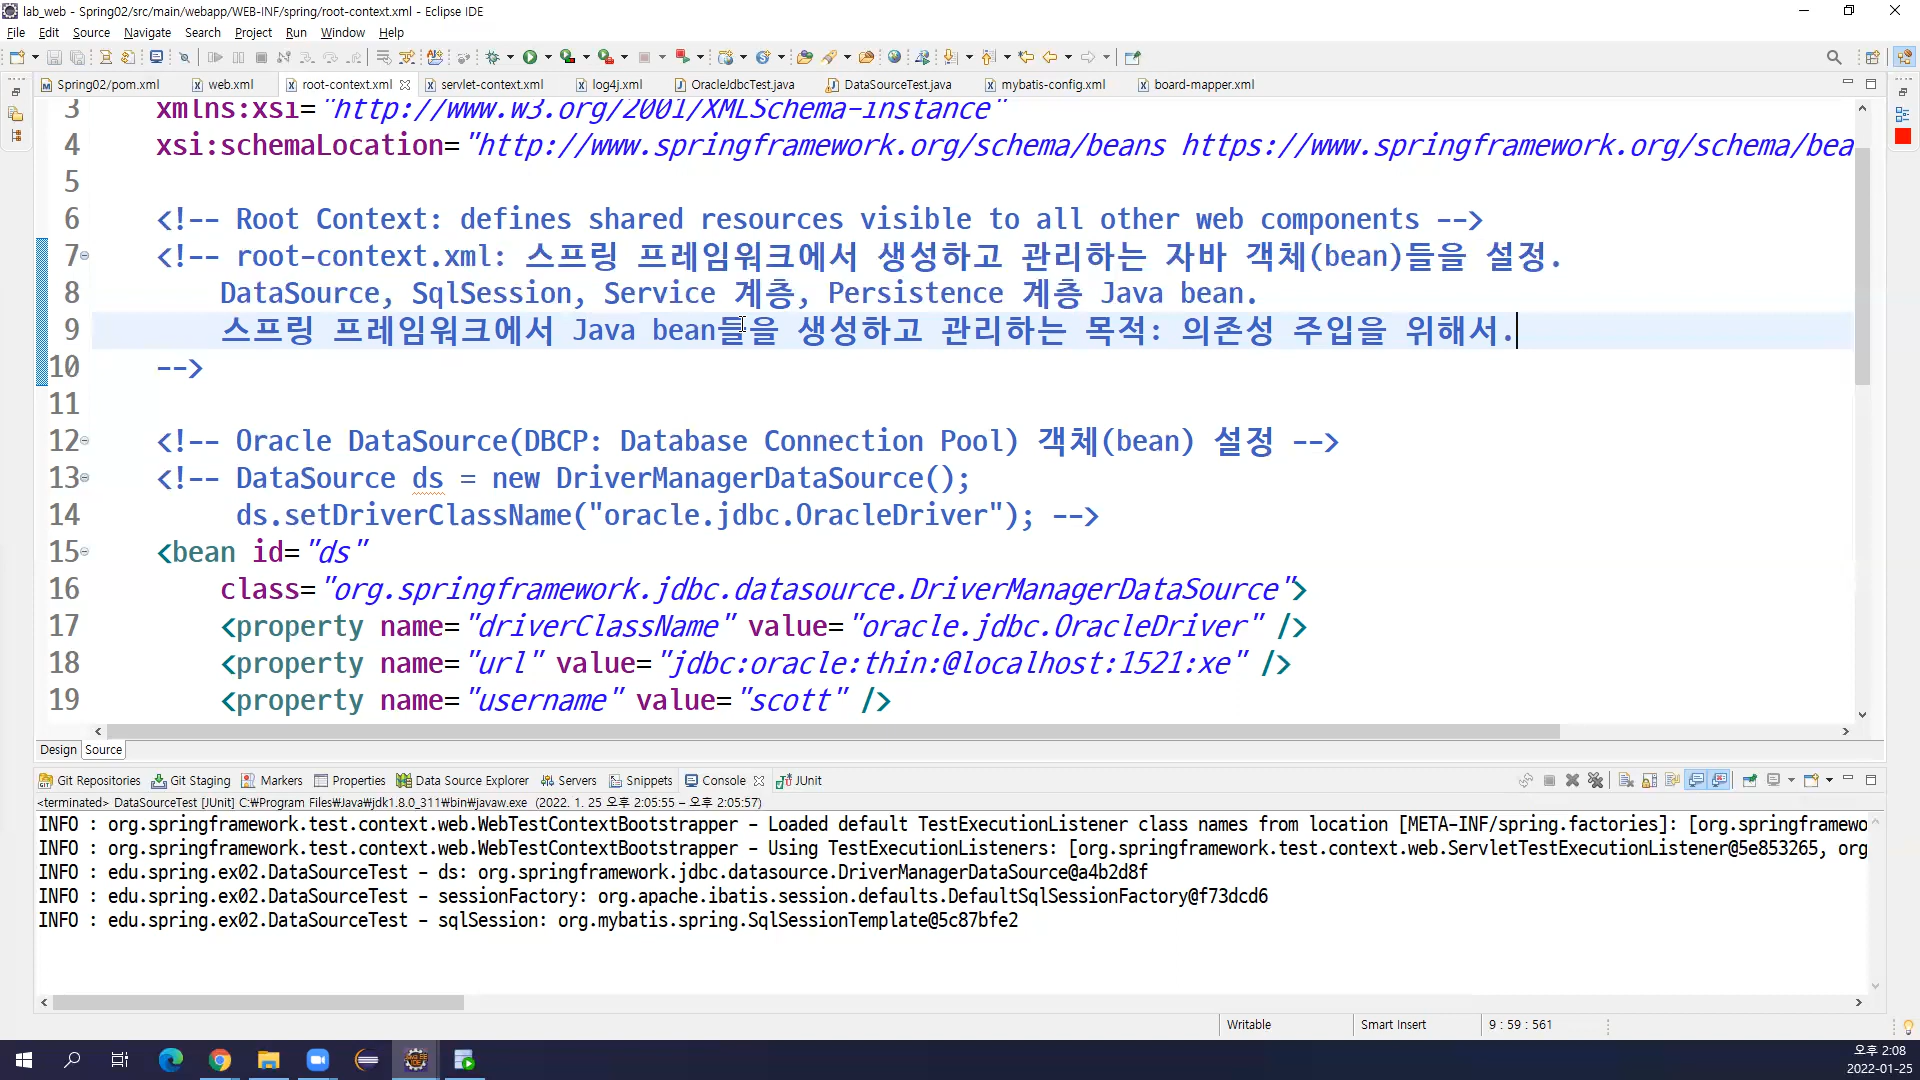 lab_web - Spring02/src/main/webapp/WEB-INF/spring/root-context.xml - Eclipse IDE
File Edit Source Navigate Search Project Run Window Help
Spring02/pom.xml web.xml root-context.xml servlet-context.xml log4j.xml OracleJdbcTest.java DataSourceTest.java mybatis-config.xml board-mapper.xml
3 xmlns:xsi="http://www.w3.org/2001/XMLSchema-instance"
4 xsi:schemaLocation="http://www.springframework.org/schema/beans https://www.springframework.org/schema/bea
5
6 <!-- Root Context: defines shared resources visible to all other web components -->
7 <!-- root-context.xml: 스프링 프레임워크에서 생성하고 관리하는 자바 객체(bean)들을 설정.
8 DataSource, SqlSession, Service 계층, Persistence 계층 Java bean.
9 스프링 프레임워크에서 Java bean들을 생성하고 관리하는 목적: 의존성 주입을 위해서.
10 -->
11
12 <!-- Oracle DataSource(DBCP: Database Connection Pool) 객체(bean) 설정 -->
13 <!-- DataSource ds = new DriverManagerDataSource();
14 ds.setDriverClassName("oracle.jdbc.OracleDriver"); -->
15 <bean id="ds"
16 class="org.springframework.jdbc.datasource.DriverManagerDataSource">
17 <property name="driverClassName" value="oracle.jdbc.OracleDriver" />
18 <property name="url" value="jdbc:oracle:thin:@localhost:1521:xe" />
19 <property name="username" value="scott" />
Design Source
Git Repositories Git Staging Markers Properties Data Source Explorer Servers Snippets Console JUnit
<terminated> DataSourceTest [JUnit] C:₩Program Files₩Java₩jdk1.8.0_311₩bin₩javaw.exe (2022. 1. 25 오후 2:05:55 – 오후 2:05:57)
INFO : org.springframework.test.context.web.WebTestContextBootstrapper - Loaded default TestExecutionListener class names from location [META-INF/spring.factories]: [org.springframewo
INFO : org.springframework.test.context.web.WebTestContextBootstrapper - Using TestExecutionListeners: [org.springframework.test.context.web.ServletTestExecutionListener@5e853265, org
INFO : edu.spring.ex02.DataSourceTest - ds: org.springframework.jdbc.datasource.DriverManagerDataSource@a4b2d8f
INFO : edu.spring.ex02.DataSourceTest - sessionFactory: org.apache.ibatis.session.defaults.DefaultSqlSessionFactory@f73dcd6
INFO : edu.spring.ex02.DataSourceTest - sqlSession: org.mybatis.spring.SqlSessionTemplate@5c87bfe2
Writable Smart Insert 9 : 59 : 561
오후 2:08
2022-01-25